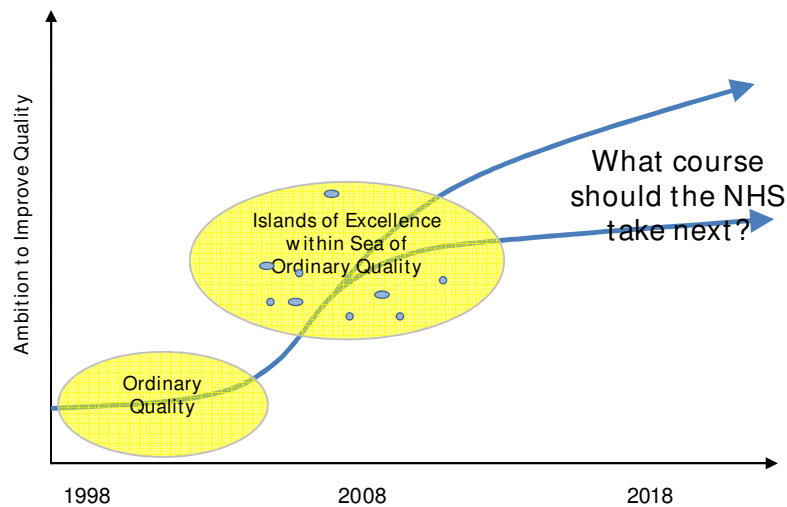 Ambition to Improve Quality
What course
should the NHS
take next?
Islands of Excellence
within Sea of
Ordinary Quality
Ordinary
Quality
1998
2008
2018